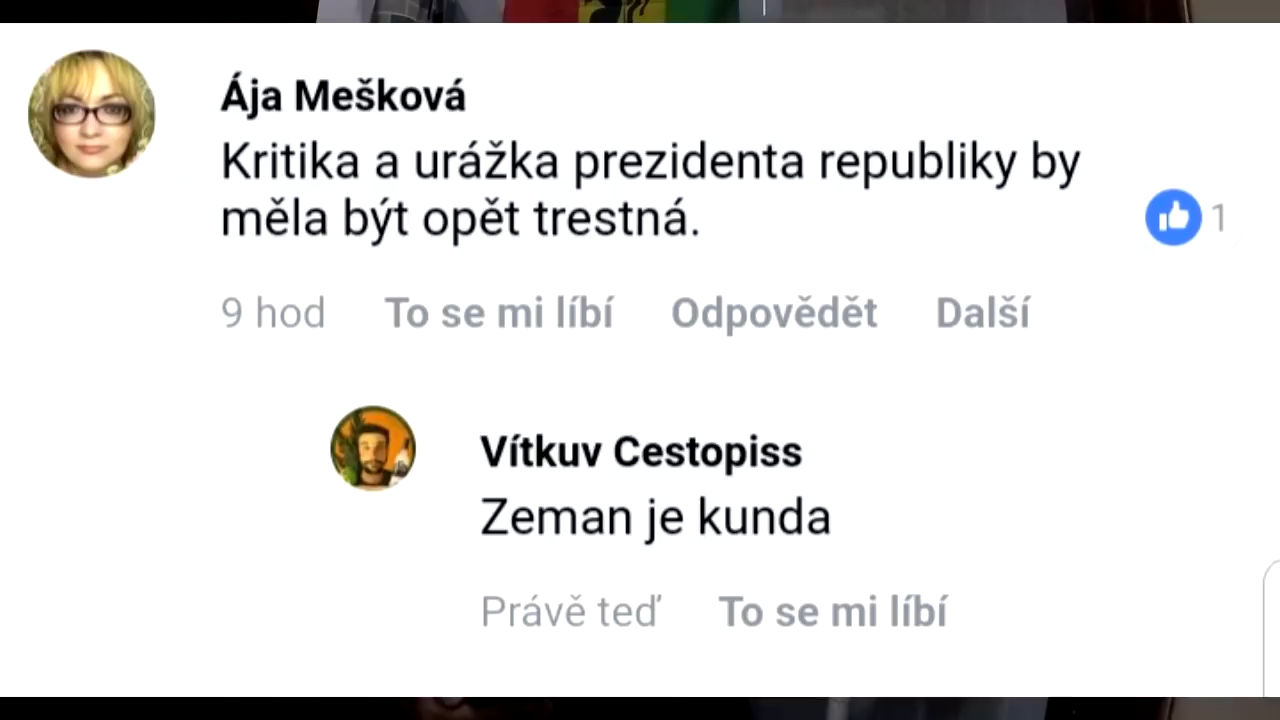 Ája Mešková
Kritika a urážka prezidenta republiky by
měla být opět trestná.
1
9 hod To se mi líbí Odpovědět Další
Vítkuv Cestopiss
Zeman je kunda
Právě teď To se mi líbí